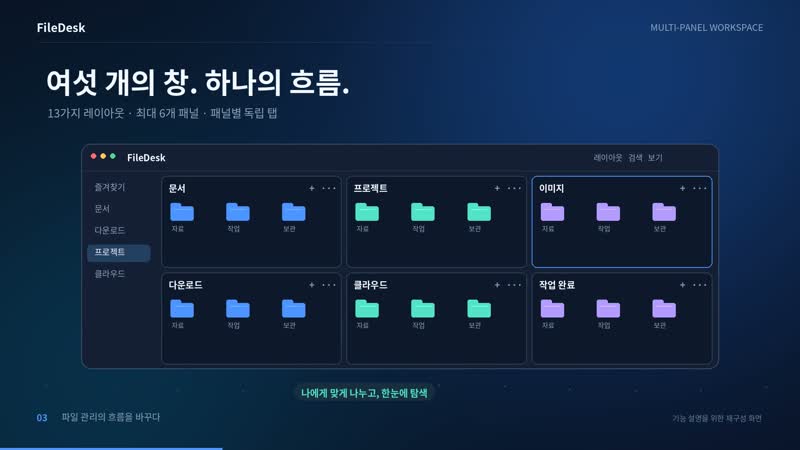 FileDesk
MULTI-PANEL WORKSPACE
여섯 개의 창. 하나의 흐름.
13가지 레이아웃 · 최대 6개 패널 · 패널별 독립 탭
FileDesk
레이아웃 검색 보기
즐겨찾기
문서
다운로드
프로젝트
클라우드
문서 + ···
자료 작업 보관
프로젝트 + ···
자료 작업 보관
이미지 + ···
자료 작업 보관
다운로드 + ···
자료 작업 보관
클라우드 + ···
자료 작업 보관
작업 완료 + ···
자료 작업 보관
나에게 맞게 나누고, 한눈에 탐색
03 파일 관리의 흐름을 바꾸다
기능 설명을 위한 재구성 화면